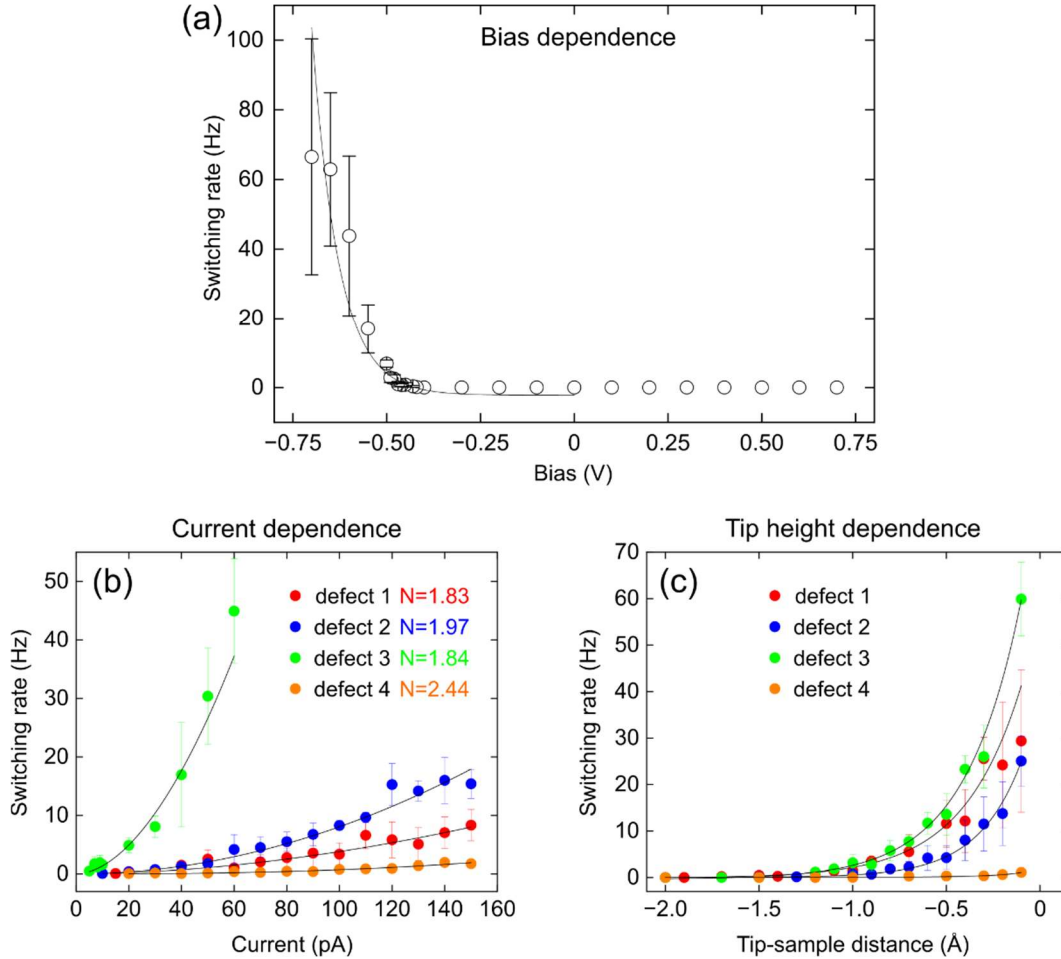 (a)
Bias dependence
Switching rate (Hz)
100
80
60
40
20
0
−0.75 −0.50 −0.25 0 0.25 0.50 0.75
Bias (V)
Current dependence
(b)
defect 1 N=1.83
defect 2 N=1.97
defect 3 N=1.84
defect 4 N=2.44
Switching rate (Hz)
50
40
30
20
10
0
0 20 40 60 80 100 120 140 160
Current (pA)
Tip height dependence
(c)
defect 1
defect 2
defect 3
defect 4
Switching rate (Hz)
70
60
50
40
30
20
10
0
−2.0 −1.5 −1.0 −0.5 0
Tip-sample distance (Å)